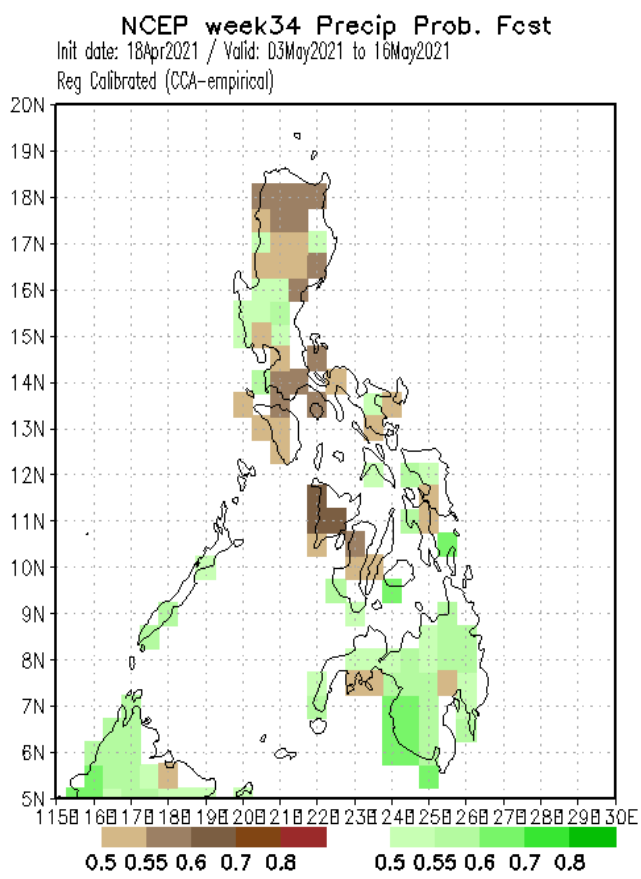 NCEP week34 Precip Prob. Fcst
Init date: 18Apr2021 / Valid: 03May2021 to 16May2021
Reg Calibrated (CCA-empirical)
20N
19N
18N
17N
16N
15N
14N
13N
12N
11N
10N
9N
8N
7N
6N
5N
115E 116E 117E 118E 119E 120E 121E 122E 123E 124E 125E 126E 127E 128E 129E 130E
0.5 0.55 0.6 0.7 0.8 0.5 0.55 0.6 0.7 0.8